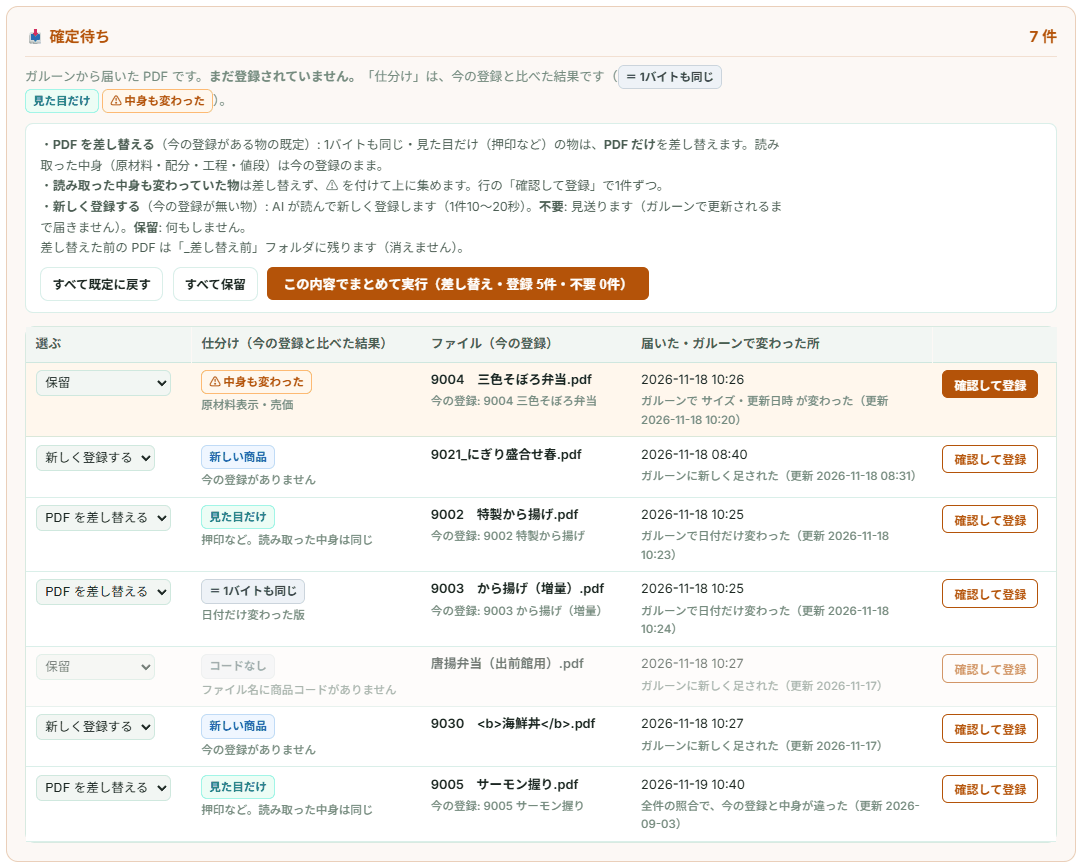 確定待ち
7 件
ガルーンから届いた PDF です。まだ登録されていません。「仕分け」は、今の登録と比べた結果です（ ＝1バイトも同じ
見た目だけ ⚠中身も変わった ）。
・PDF を差し替える（今の登録がある物の既定）: 1バイトも同じ・見た目だけ（押印など）の物は、PDF だけを差し替えます。読み
取った中身（原材料・配分・工程・値段）は今の登録のまま。
・読み取った中身も変わっていた物は差し替えず、⚠ を付けて上に集めます。行の「確認して登録」で1件ずつ。
・新しく登録する（今の登録が無い物）: AI が読んで新しく登録します（1件10〜20秒）。不要: 見送ります（ガルーンで更新されるま
で届きません）。保留: 何もしません。
差し替えた前の PDF は「_差し替え前」フォルダに残ります（消えません）。
すべて既定に戻す すべて保留 この内容でまとめて実行（差し替え・登録 5件・不要 0件）
選ぶ 仕分け（今の登録と比べた結果） ファイル（今の登録） 届いた・ガルーンで変わった所
保留 ⚠中身も変わった 9004　三色そぼろ弁当.pdf 2026-11-18 10:26 確認して登録
原材料表示・売価 今の登録: 9004 三色そぼろ弁当 ガルーンで サイズ・更新日時 が変わった（更新
2026-11-18 10:20）
新しく登録する 新しい商品 9021_にぎり盛合せ春.pdf 2026-11-18 08:40 確認して登録
今の登録がありません ガルーンに新しく足された（更新 2026-11-18 08:31）
PDF を差し替える 見た目だけ 9002　特製から揚げ.pdf 2026-11-18 10:25 確認して登録
押印など。読み取った中身は同じ 今の登録: 9002 特製から揚げ ガルーンで日付だけ変わった（更新 2026-11-18
10:23）
PDF を差し替える ＝1バイトも同じ 9003　から揚げ（増量）.pdf 2026-11-18 10:25 確認して登録
日付だけ変わった版 今の登録: 9003 から揚げ（増量） ガルーンで日付だけ変わった（更新 2026-11-18
10:24）
保留 コードなし 唐揚弁当（出前館用）.pdf 2026-11-18 10:27 確認して登録
ファイル名に商品コードがありません ガルーンに新しく足された（更新 2026-11-17）
新しく登録する 新しい商品 9030　<b>海鮮丼</b>.pdf 2026-11-18 10:27 確認して登録
今の登録がありません ガルーンに新しく足された（更新 2026-11-17）
PDF を差し替える 見た目だけ 9005　サーモン握り.pdf 2026-11-19 10:40 確認して登録
押印など。読み取った中身は同じ 今の登録: 9005 サーモン握り 全件の照合で、今の登録と中身が違った（更新 2026-
09-03）